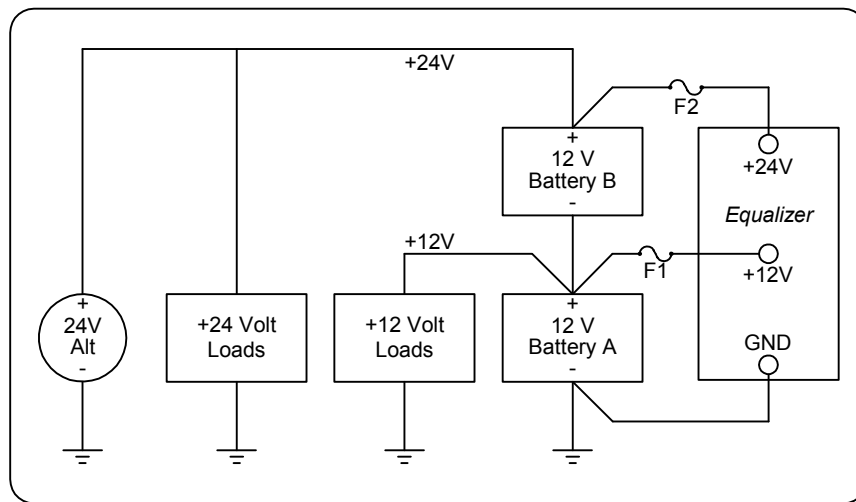 +24V
F2
+
12 V
Battery B
-
+24V
Equalizer
+12V
F1
+12V
+
24V
Alt
-
+24 Volt
Loads
+12 Volt
Loads
+
12 V
Battery A
-
GND